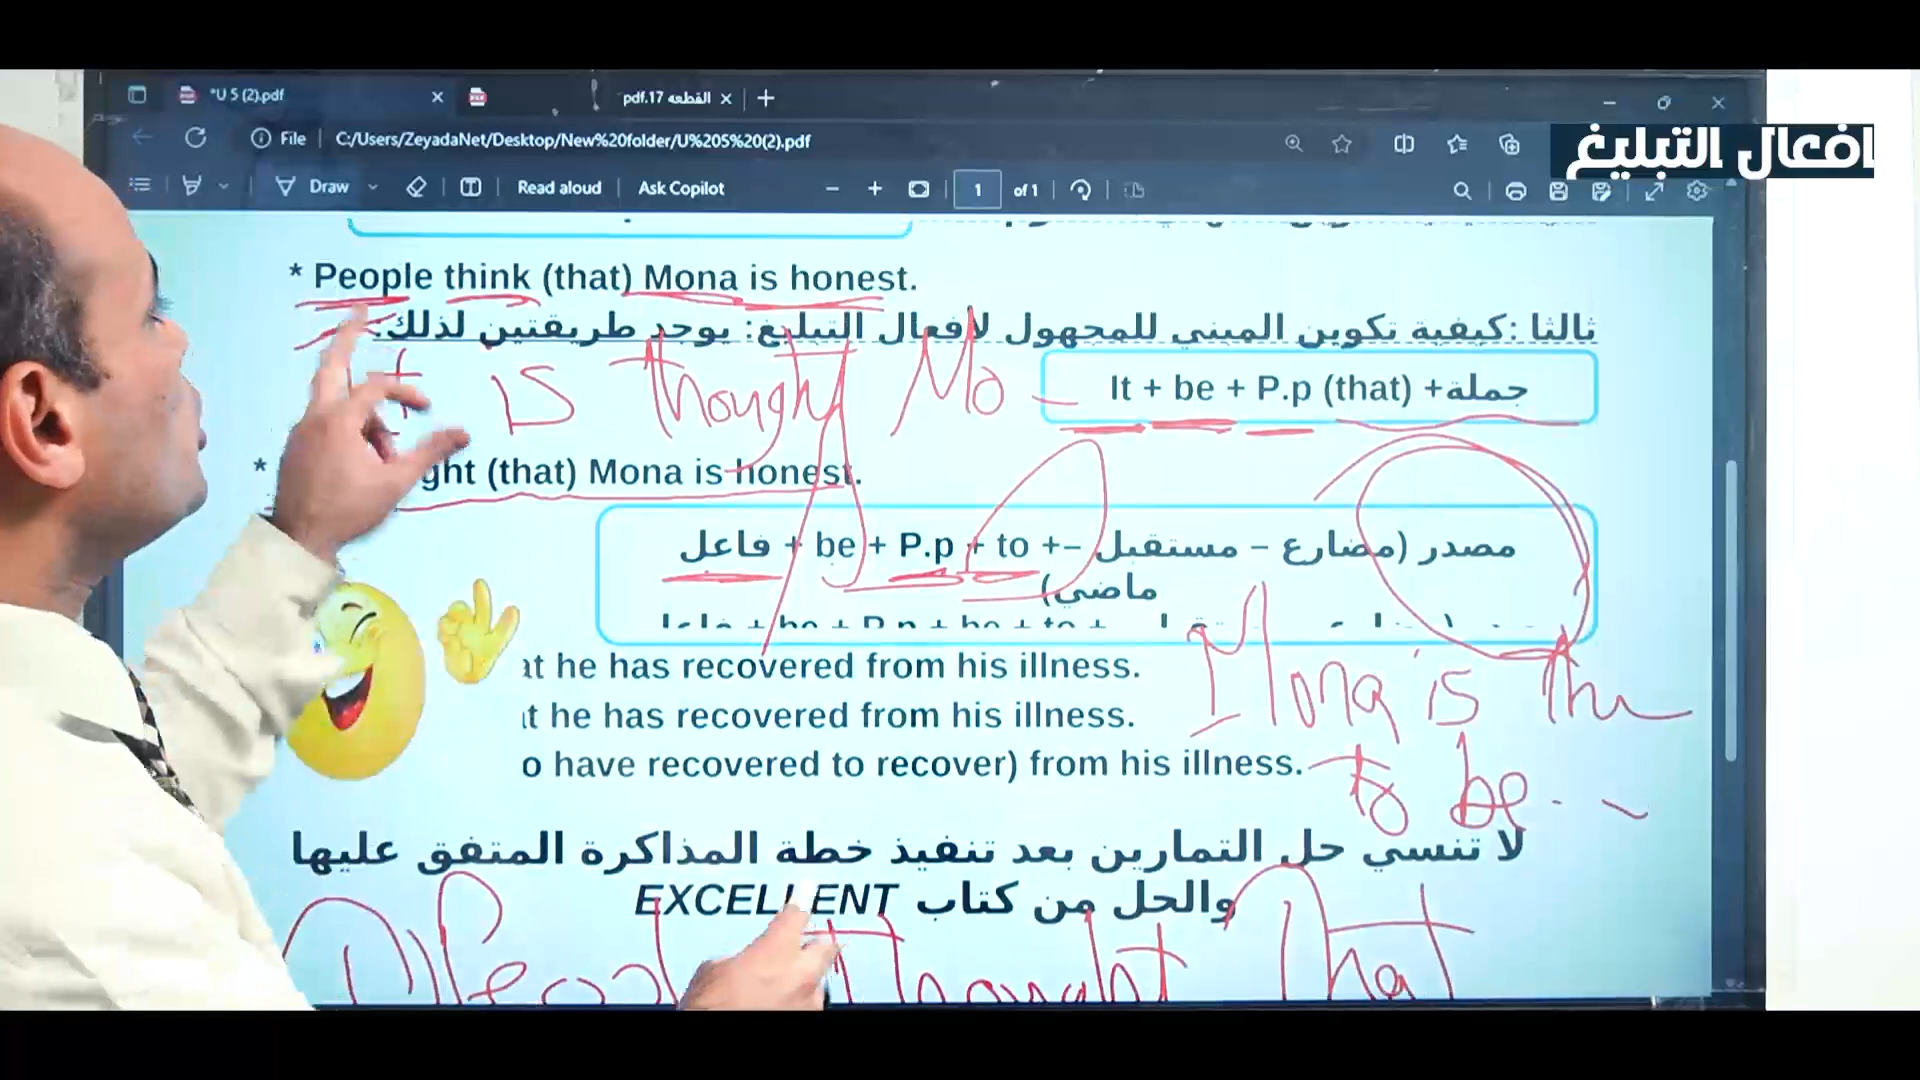 *U 5 (2).pdf
القطعه 17.pdf
File C:/Users/ZeyadaNet/Desktop/New%20folder/U%205%20(2).pdf
افعال التبليغ
Draw Read aloud Ask Copilot 1 of 1
* People think (that) Mona is honest.
ثالثا :كيفية تكوين المبني للمجهول لأفعال التبليغ: يوجد طريقتين لذلك:
It + be + P.p (that) +جملة
is thought Mo
* ght (that) Mona is honest.
فاعل + be + P.p + to +– مصدر (مضارع – مستقبل
ماضي)
at he has recovered from his illness.
Mona is the
at he has recovered from his illness.
o have recovered to recover) from his illness.
to be
لا تنسي حل التمارين بعد تنفيذ خطة المذاكرة المتفق عليها
والحل من كتاب EXCELLENT
thought that